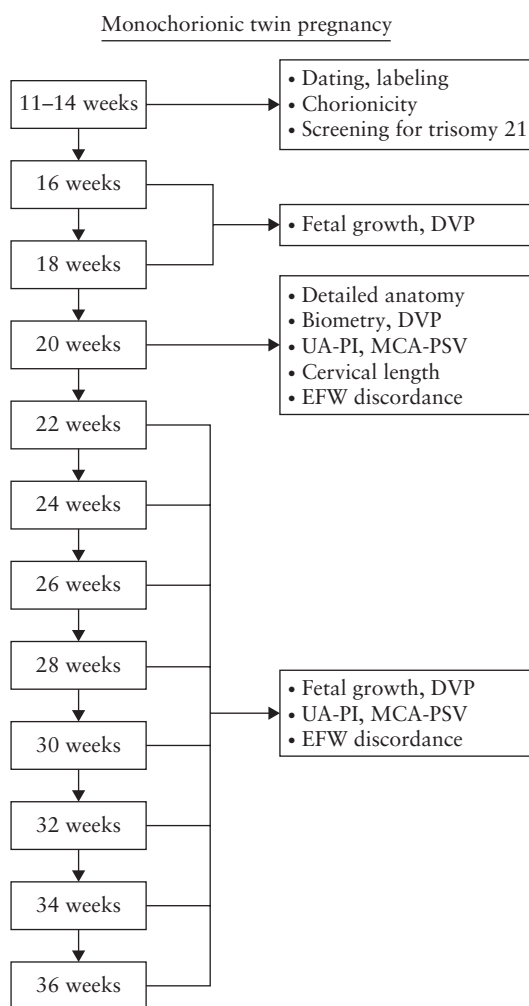 Monochorionic twin pregnancy
11–14 weeks
• Dating, labeling
• Chorionicity
• Screening for trisomy 21
16 weeks
18 weeks
• Fetal growth, DVP
20 weeks
• Detailed anatomy
• Biometry, DVP
• UA-PI, MCA-PSV
• Cervical length
• EFW discordance
22 weeks
24 weeks
26 weeks
28 weeks
30 weeks
32 weeks
34 weeks
36 weeks
• Fetal growth, DVP
• UA-PI, MCA-PSV
• EFW discordance